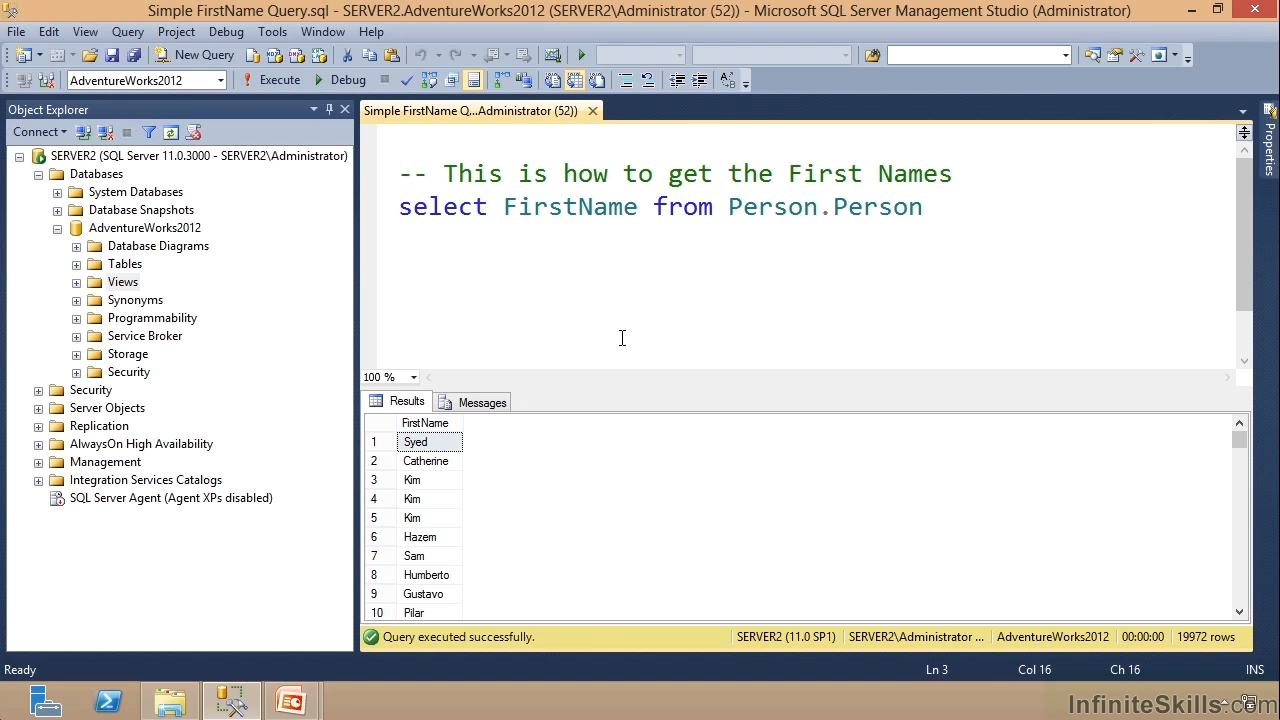 Simple FirstName Query.sql - SERVER2.AdventureWorks2012 (SERVER2\Administrator (52)) - Microsoft SQL Server Management Studio (Administrator)
File Edit View Query Project Debug Tools Window Help
New Query
AdventureWorks2012 Execute Debug
Object Explorer
Connect
SERVER2 (SQL Server 11.0.3000 - SERVER2\Administrator)
Databases
System Databases
Database Snapshots
AdventureWorks2012
Database Diagrams
Tables
Views
Synonyms
Programmability
Service Broker
Storage
Security
Security
Server Objects
Replication
AlwaysOn High Availability
Management
Integration Services Catalogs
SQL Server Agent (Agent XPs disabled)
Simple FirstName Q...Administrator (52))
-- This is how to get the First Names
select FirstName from Person.Person
100 %
Results Messages
FirstName
1 Syed
2 Catherine
3 Kim
4 Kim
5 Kim
6 Hazem
7 Sam
8 Humberto
9 Gustavo
10 Pilar
Query executed successfully. SERVER2 (11.0 SP1) SERVER2\Administrator ... AdventureWorks2012 00:00:00 19972 rows
Properties
Ready Ln 3 Col 16 Ch 16 INS
InfiniteSkills.com